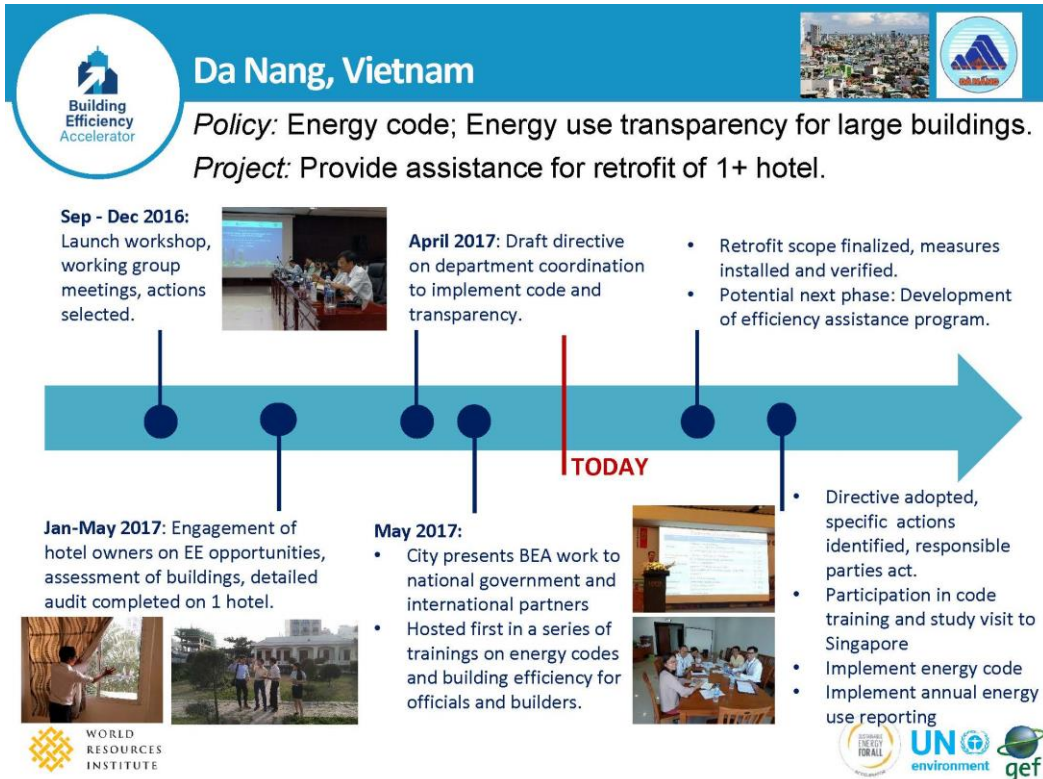 Building
Efficiency
Accelerator
Da Nang, Vietnam
ĐÀ NẴNG
Policy: Energy code; Energy use transparency for large buildings.
Project: Provide assistance for retrofit of 1+ hotel.
Sep - Dec 2016:
Launch workshop,
working group
meetings, actions
selected.
April 2017: Draft directive
on department coordination
to implement code and
transparency.
• Retrofit scope finalized, measures
installed and verified.
• Potential next phase: Development
of efficiency assistance program.
TODAY
Jan-May 2017: Engagement of
hotel owners on EE opportunities,
assessment of buildings, detailed
audit completed on 1 hotel.
May 2017:
• City presents BEA work to
national government and
international partners
• Hosted first in a series of
trainings on energy codes
and building efficiency for
officials and builders.
• Directive adopted,
specific actions
identified, responsible
parties act.
• Participation in code
training and study visit to
Singapore
• Implement energy code
• Implement annual energy
use reporting
WORLD
RESOURCES
INSTITUTE
SUSTAINABLE
ENERGY
FOR ALL
ACCELERATOR
UN
environment
gef